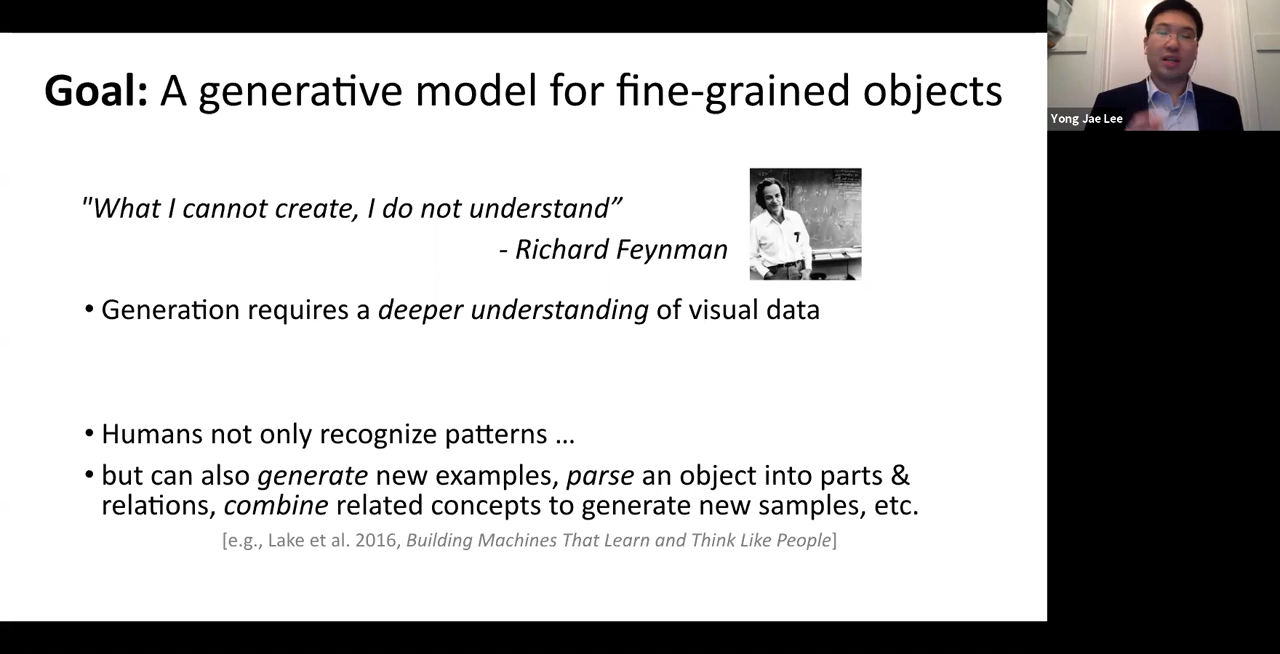 Goal: A generative model for fine-grained objects
Yong Jae Lee
"What I cannot create, I do not understand”
- Richard Feynman
• Generation requires a deeper understanding of visual data
• Humans not only recognize patterns ...
• but can also generate new examples, parse an object into parts &
relations, combine related concepts to generate new samples, etc.
[e.g., Lake et al. 2016, Building Machines That Learn and Think Like People]